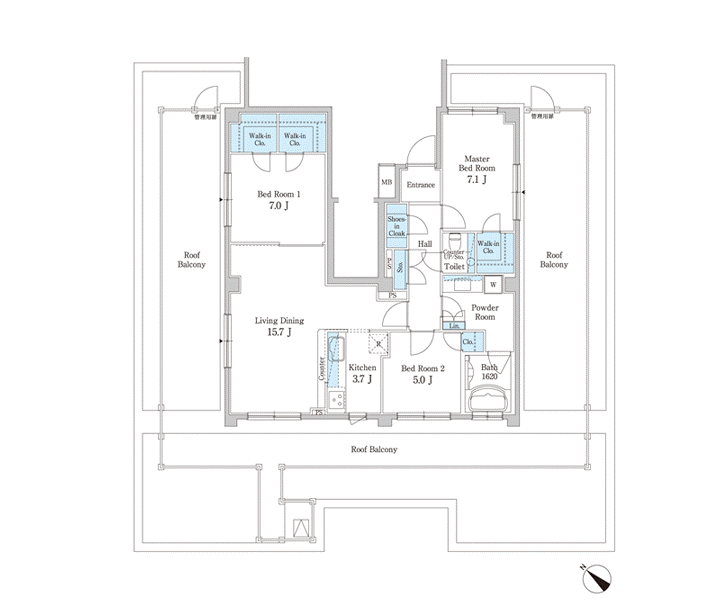 管理用扉
管理用扉
Walk-in
Clo.
Walk-in
Clo.
Bed Room 1
7.0 J
Master
Bed Room
7.1 J
MB
Entrance
Shoes-
in
Cloak
Hall
Counter
UP/Sto.
Toilet
Walk-in
Clo.
Roof
Balcony
Roof
Balcony
P.S
Sto.
PS
W
Powder
Room
Lin.
Living Dining
15.7 J
Counter
Kitchen
3.7 J
R
Bed Room 2
5.0 J
Clo.
Bath
1620
PS
Roof Balcony
N